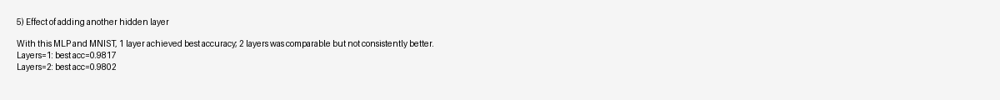 5) Effect of adding another hidden layer
With this MLP and MNIST, 1 layer achieved best accuracy; 2 layers was comparable but not consistently better.
Layers=1: best acc=0.9817
Layers=2: best acc=0.9802